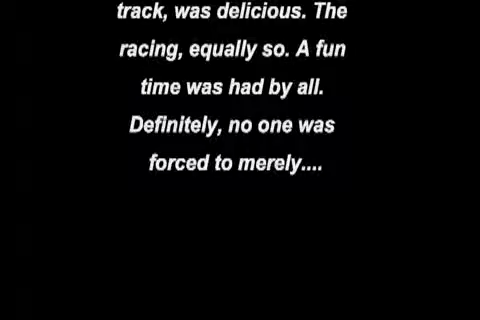 track, was delicious. The
racing, equally so. A fun
time was had by all.
Definitely, no one was
forced to merely....